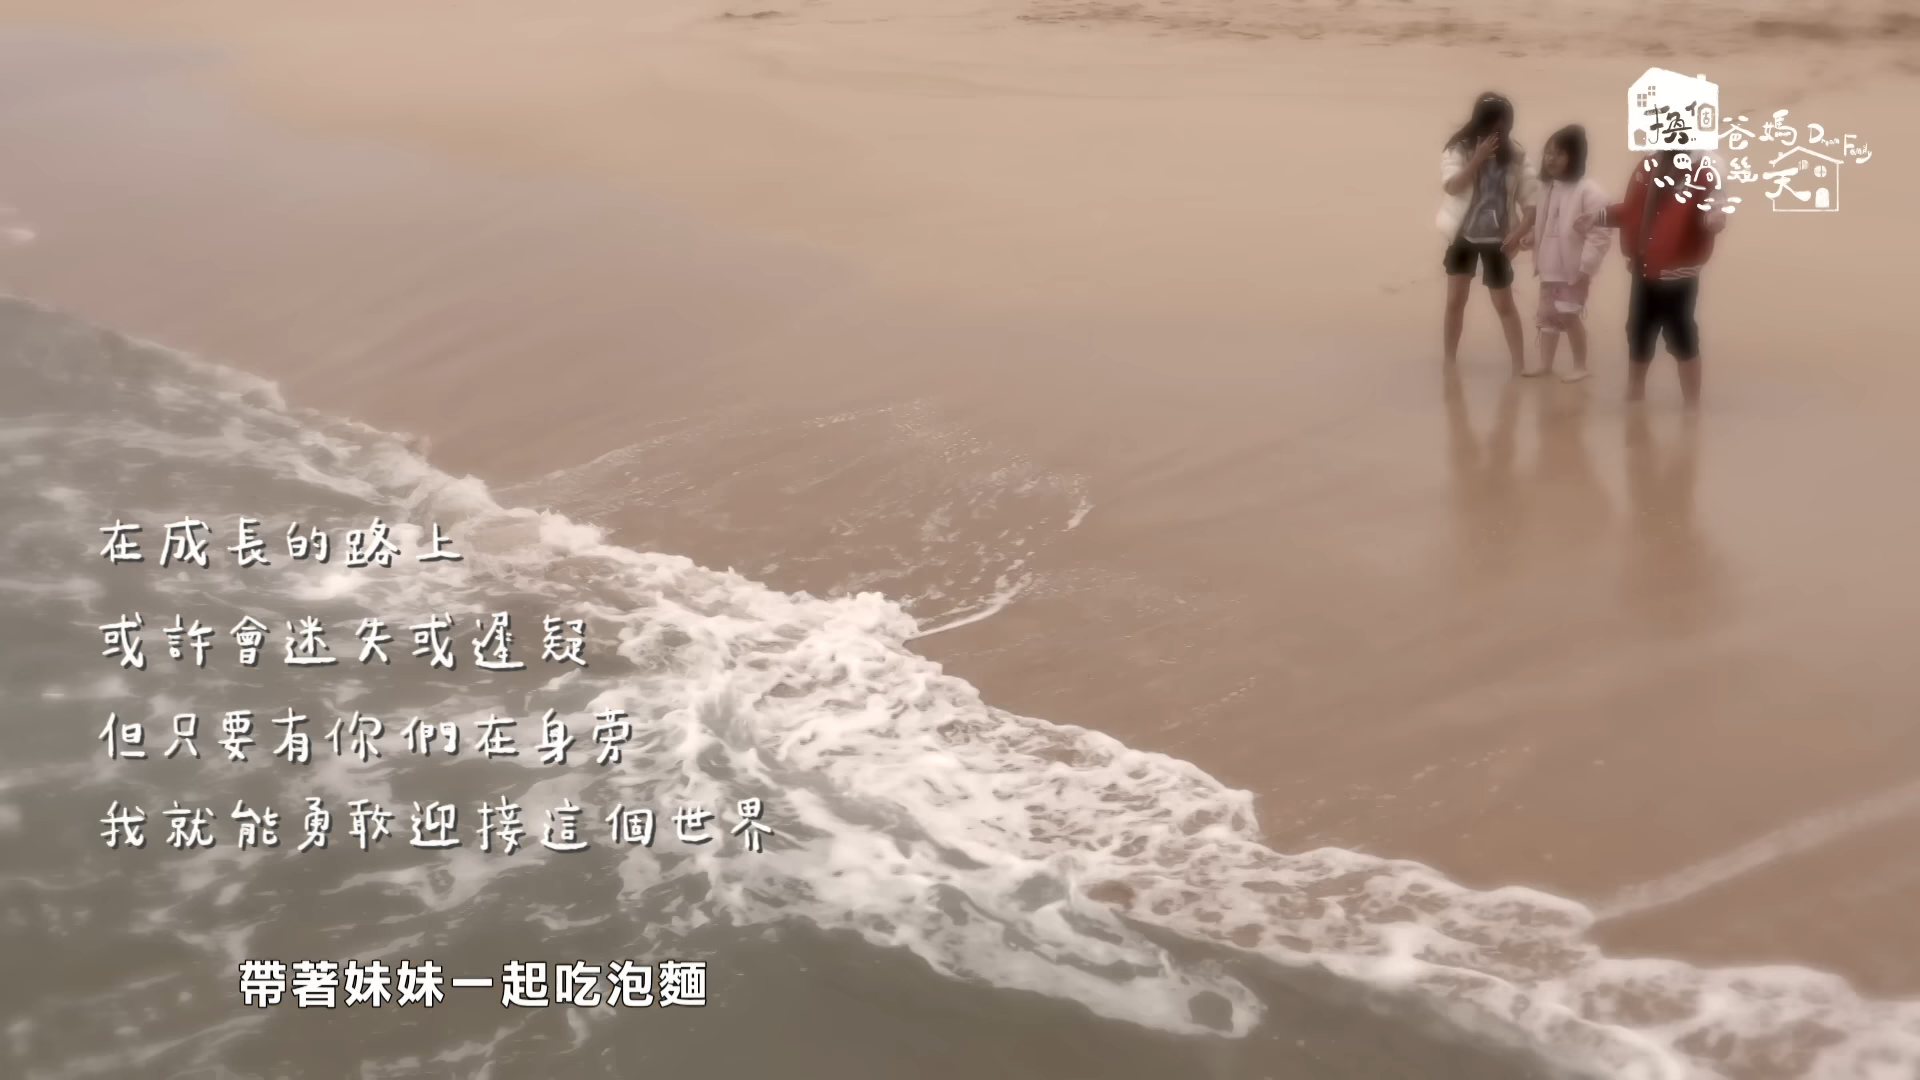 換個爸媽 Dream Family
過幾天
在成長的路上
或許會迷失或遲疑
但只要有你們在身旁
我就能勇敢迎接這個世界
帶著妹妹一起吃泡麵